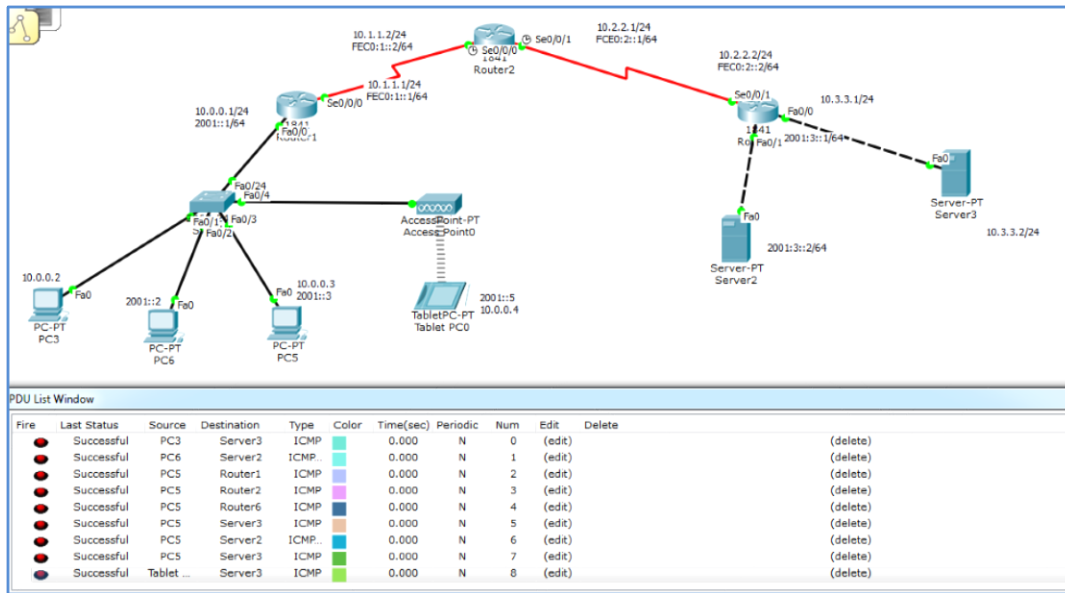 10.1.1.2/24
FEC0:1::2/64
Se0/0/0
1841
Router2
Se0/0/1
10.2.2.1/24
FCE0:2::1/64
10.2.2.2/24
FEC0:2::2/64
10.1.1.1/24
FEC0:1::1/64
Se0/0/0
10.0.0.1/24
2001::1/64
1841
Router1
Fa0/0
Se0/0/1
Fa0/0
10.3.3.1/24
1841
Fa0/1
2001:3::1/64
Fa0
Server-PT
Server3
10.3.3.2/24
Fa0
2001:3::2/64
Server-PT
Server2
Fa0/24
Fa0/4
Fa0/1
Fa0/3
Fa0/2
AccessPoint-PT
Access Point0
2001::5
10.0.0.4
TabletPC-PT
Tablet PC0
10.0.0.2
Fa0
PC-PT
PC3
2001::2
Fa0
PC-PT
PC6
10.0.0.3
2001::3
Fa0
PC-PT
PC5
PDU List Window
Fire Last Status Source Destination Type Color Time(sec) Periodic Num Edit Delete
Successful PC3 Server3 ICMP 0.000 N 0 (edit) (delete)
Successful PC6 Server2 ICMP... 0.000 N 1 (edit) (delete)
Successful PC5 Router1 ICMP 0.000 N 2 (edit) (delete)
Successful PC5 Router2 ICMP 0.000 N 3 (edit) (delete)
Successful PC5 Router6 ICMP 0.000 N 4 (edit) (delete)
Successful PC5 Server3 ICMP 0.000 N 5 (edit) (delete)
Successful PC5 Server2 ICMP... 0.000 N 6 (edit) (delete)
Successful PC5 Server3 ICMP 0.000 N 7 (edit) (delete)
Successful Tablet ... Server3 ICMP 0.000 N 8 (edit) (delete)